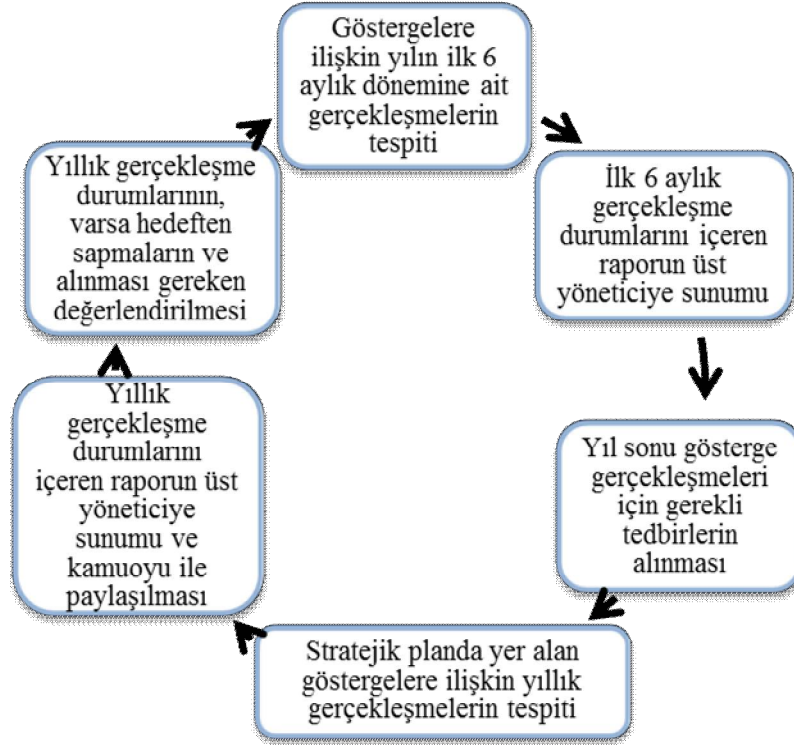 Göstergelere
ilişkin yılın ilk 6
aylık dönemine ait
gerçekleşmelerin
tespiti
İlk 6 aylık
gerçekleşme
durumlarını içeren
raporun üst
yöneticiye sunumu
Yıl sonu gösterge
gerçekleşmeleri
için gerekli
tedbirlerin
alınması
Stratejik planda yer alan
göstergelere ilişkin yıllık
gerçekleşmelerin tespiti
Yıllık
gerçekleşme
durumlarını
içeren raporun üst
yöneticiye
sunumu ve
kamuoyu ile
paylaşılması
Yıllık gerçekleşme
durumlarının,
varsa hedeften
sapmaların ve
alınması gereken
değerlendirilmesi